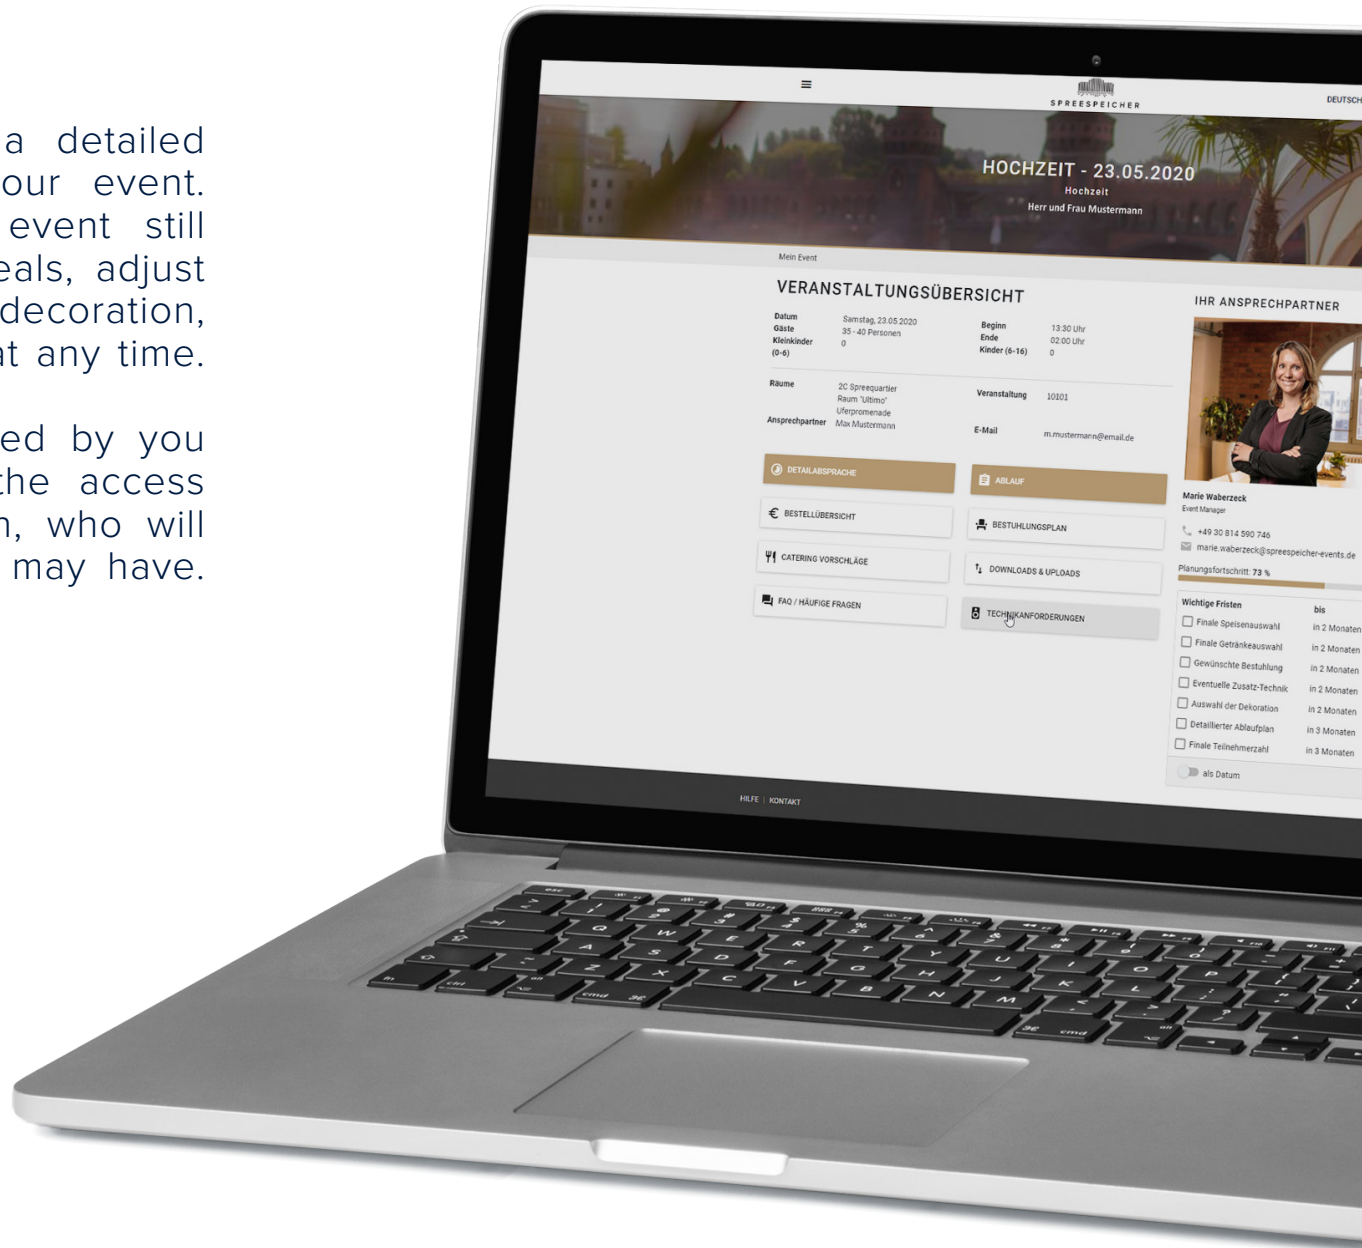 a detailed
our event.
event still
eals, adjust
decoration,
at any time.
ed by you
the access
n, who will
may have.
SPREESPEICHER
DEUTSCH
HOCHZEIT - 23.05.2020
Hochzeit
Herr und Frau Mustermann
Mein Event
VERANSTALTUNGSÜBERSICHT
Datum Samstag, 23.05.2020 Beginn 13:30 Uhr
Gäste 35 - 40 Personen Ende 02:00 Uhr
Kleinkinder 0 Kinder (6-16) 0
(0-6)
Räume 2C Spreequartier Veranstaltung 10101
Raum "Ultimo"
Uferpromenade
Ansprechpartner Max Mustermann E-Mail m.mustermann@email.de
DETAILABSPRACHE ABLAUF
€ BESTELLÜBERSICHT BESTUHLUNGSPLAN
CATERING VORSCHLÄGE DOWNLOADS & UPLOADS
FAQ / HÄUFIGE FRAGEN TECHNIKANFORDERUNGEN
IHR ANSPRECHPARTNER
Marie Waberzeck
Event Manager
+49 30 814 590 746
marie.waberzeck@spreespeicher-events.de
Planungsfortschritt: 73 %
Wichtige Fristen bis
Finale Speisenauswahl in 2 Monaten
Finale Getränkeauswahl in 2 Monaten
Gewünschte Bestuhlung in 2 Monaten
Eventuelle Zusatz-Technik in 2 Monaten
Auswahl der Dekoration in 2 Monaten
Detaillierter Ablaufplan in 3 Monaten
Finale Teilnehmerzahl in 3 Monaten
als Datum
HILFE | KONTAKT
esc
Q W E R T Y U I O P
A S D F G H J K L
Z X C V B N M
fn ctrl alt cmd ⌘ ⌘ cmd alt